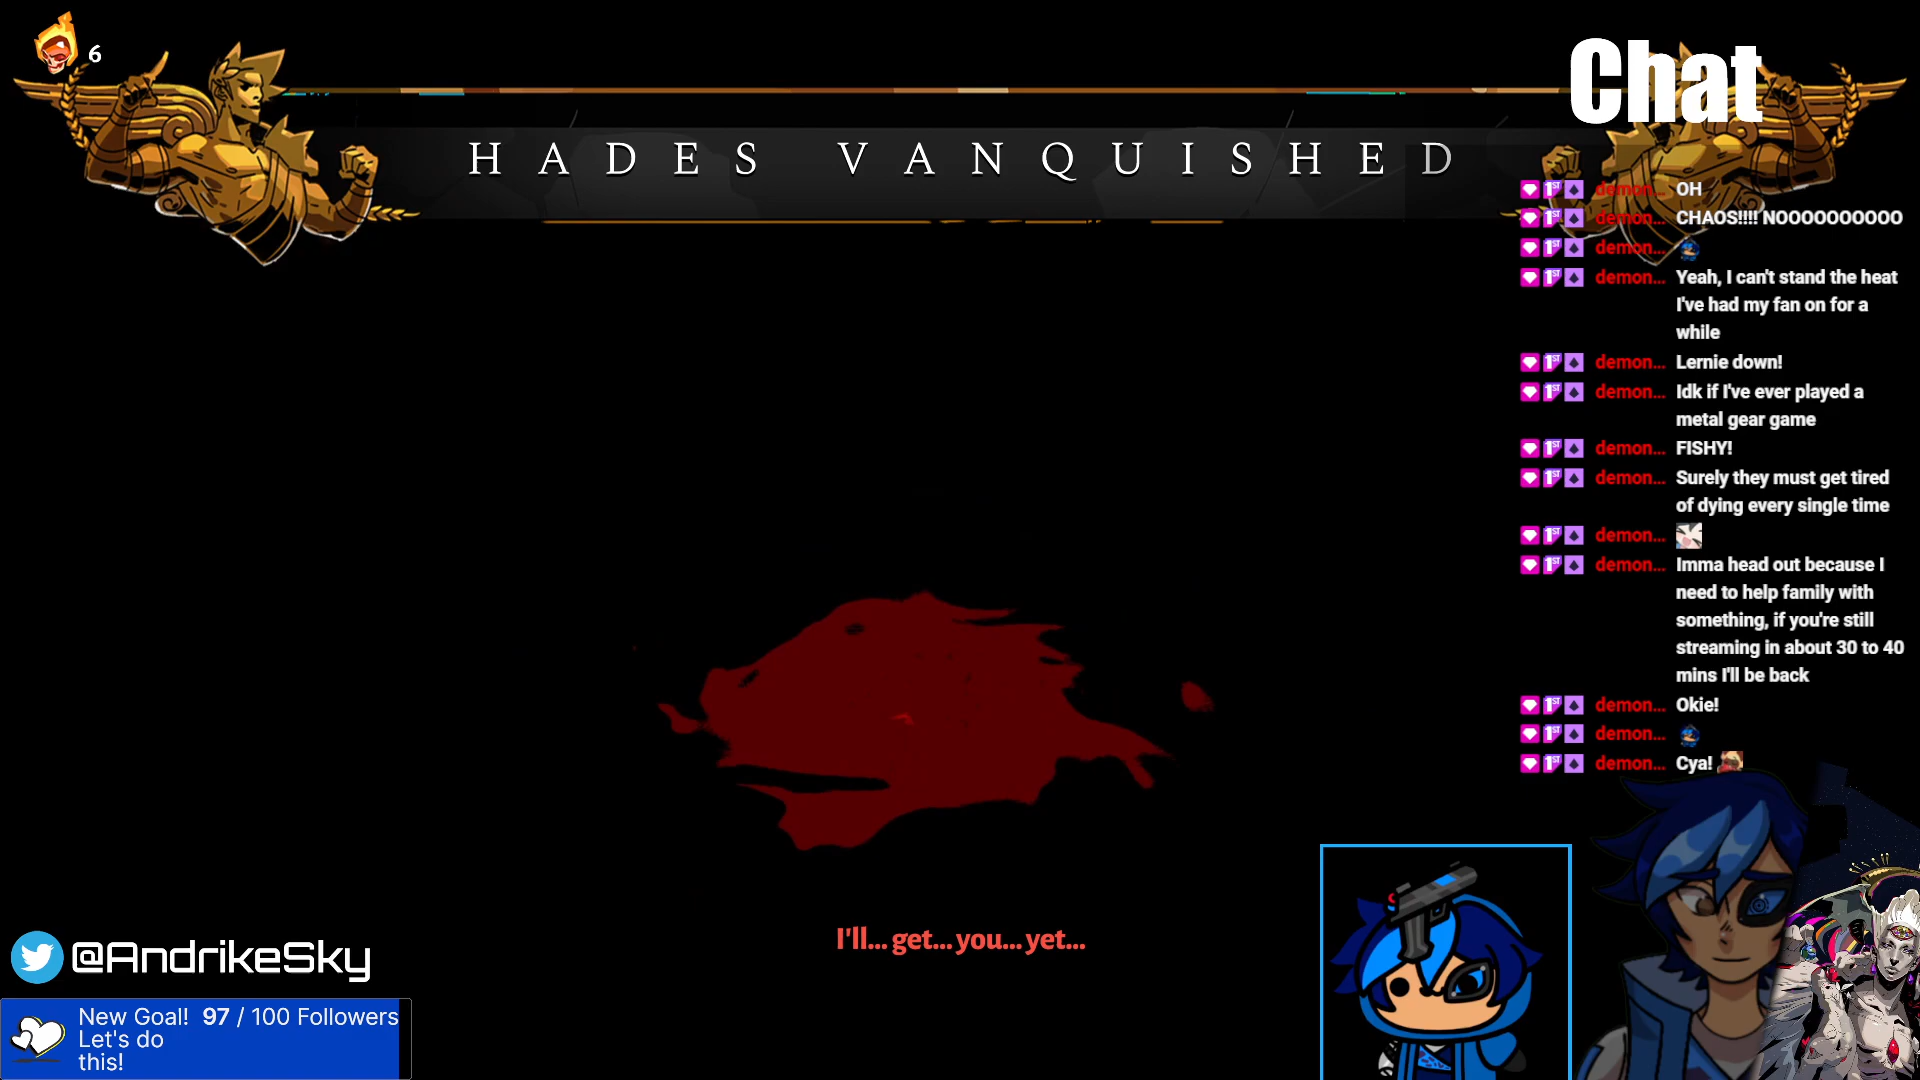 6
Chat
HADES VANQUISHED
demon... OH
demon... CHAOS!!!! NOOOOOOOOOO
demon...
demon... Yeah, I can't stand the heat
I've had my fan on for a
while
demon... Lernie down!
demon... Idk if I've ever played a
metal gear game
demon... FISHY!
demon... Surely they must get tired
of dying every single time
demon...
demon... Imma head out because I
need to help family with
something, if you're still
streaming in about 30 to 40
mins I'll be back
demon... Okie!
demon...
demon... Cya!
I'll... get... you... yet...
@AndrikeSky
New Goal! 97 / 100 Followers
Let's do
this!